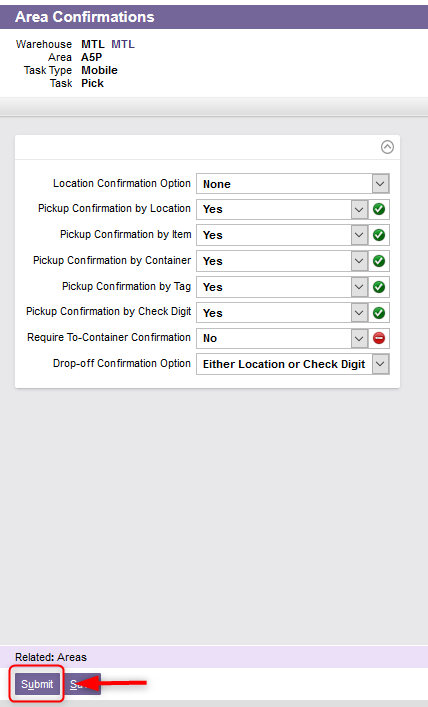 Area Confirmations
Warehouse MTL MTL
Area A5P
Task Type Mobile
Task Pick
Location Confirmation Option None
Pickup Confirmation by Location Yes
Pickup Confirmation by Item Yes
Pickup Confirmation by Container Yes
Pickup Confirmation by Tag Yes
Pickup Confirmation by Check Digit Yes
Require To-Container Confirmation No
Drop-off Confirmation Option Either Location or Check Digit
Related: Areas
Submit